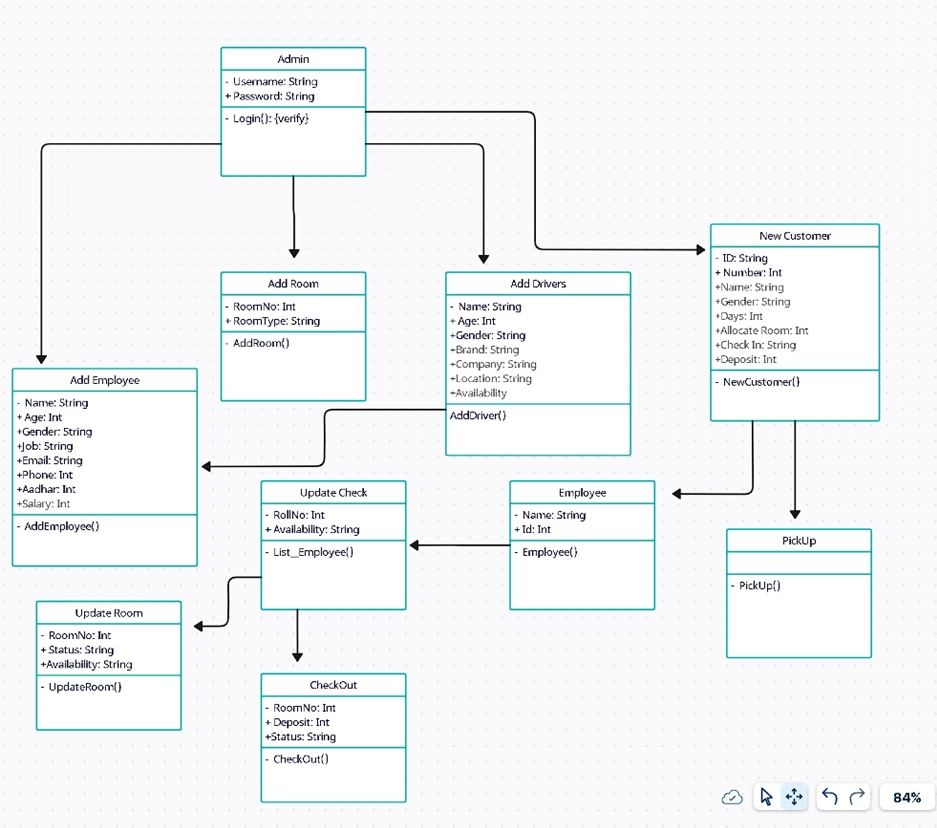 Admin
- Username: String
+ Password: String
- Login(): {verify}
New Customer
- ID: String
+ Number: Int
+Name: String
+Gender: String
+Days: Int
+Allocate Room: Int
+Check In: String
+Deposit: Int
- NewCustomer()
Add Room
- RoomNo: Int
+ RoomType: String
- AddRoom()
Add Drivers
- Name: String
+ Age: Int
+Gender: String
+Brand: String
+Company: String
+Location: String
+Availability
AddDriver()
Add Employee
- Name: String
+ Age: Int
+Gender: String
+Job: String
+Email: String
+Phone: Int
+Aadhar: Int
+Salary: Int
- AddEmployee()
Update Check
- RollNo: Int
+ Availability: String
- List_Employee()
Employee
- Name: String
+ Id: Int
- Employee()
PickUp
- PickUp()
Update Room
- RoomNo: Int
+ Status: String
+Availability: String
- UpdateRoom()
CheckOut
- RoomNo: Int
+ Deposit: Int
+Status: String
- CheckOut()
84%